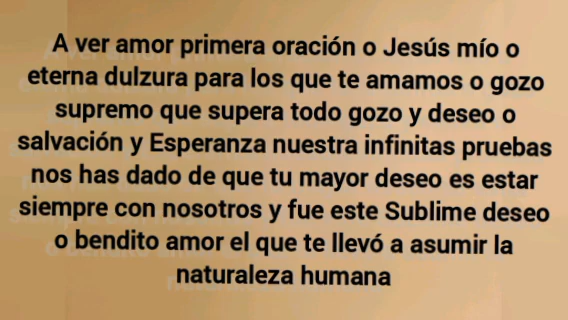 A ver amor primera oración o Jesús mío o
eterna dulzura para los que te amamos o gozo
supremo que supera todo gozo y deseo o
salvación y Esperanza nuestra infinitas pruebas
nos has dado de que tu mayor deseo es estar
siempre con nosotros y fue este Sublime deseo
o bendito amor el que te llevó a asumir la
naturaleza humana